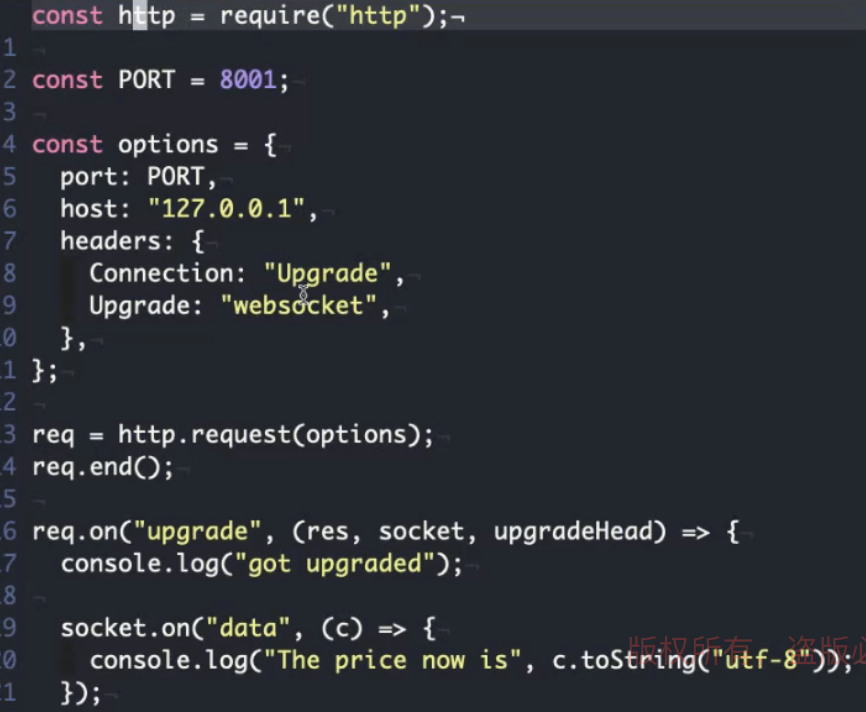 const http = require("http");¬
1 ¬
2 const PORT = 8001;¬
3 ¬
4 const options = {¬
5 port: PORT,¬
6 host: "127.0.0.1",¬
7 headers: {¬
8 Connection: "Upgrade",¬
9 Upgrade: "websocket",¬
0 },¬
1 };¬
2 ¬
3 req = http.request(options);¬
4 req.end();¬
5 ¬
6 req.on("upgrade", (res, socket, upgradeHead) => {¬
7 console.log("got upgraded");¬
8 ¬
9 socket.on("data", (c) => {¬
20 console.log("The price now is", c.toString("utf-8"));
21 });¬
版权所有 盗版必